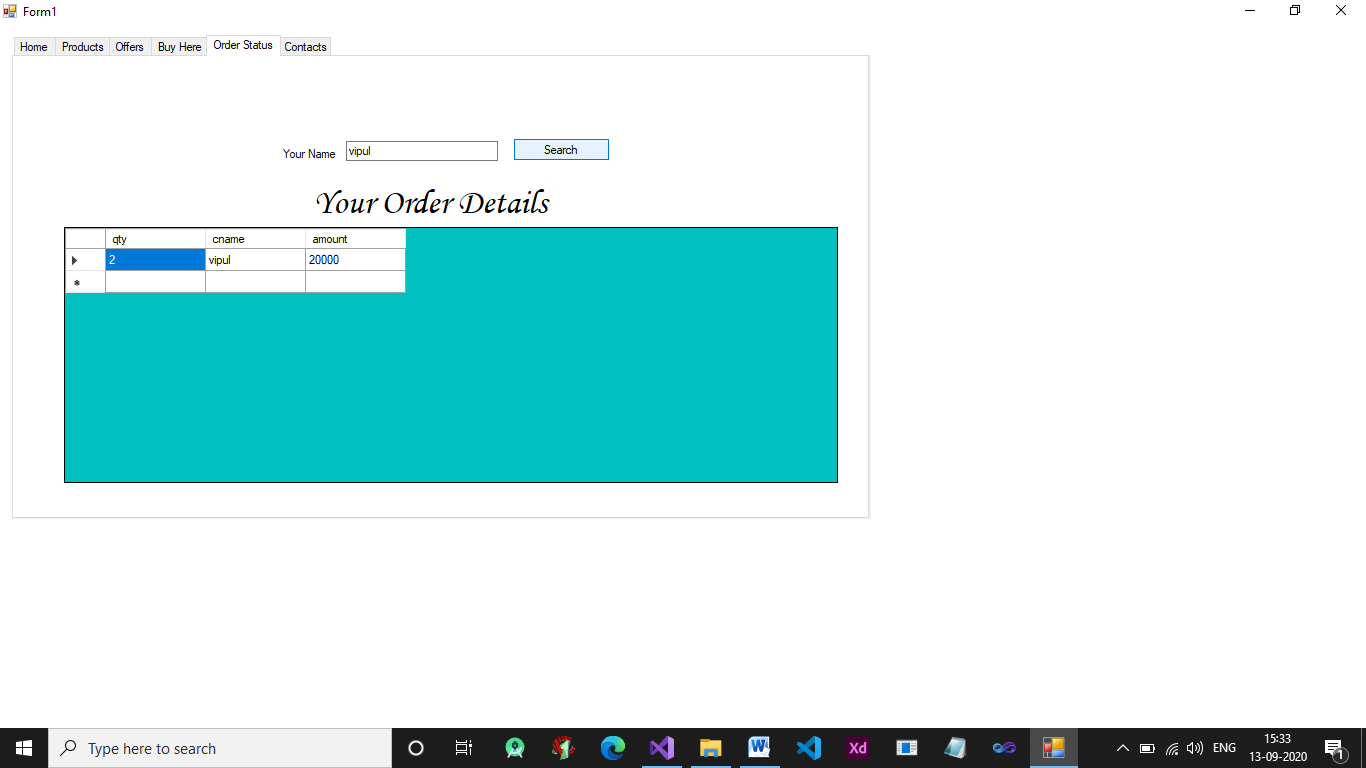 Form1
Home Products Offers Buy Here Order Status Contacts
Your Name vipul Search
Your Order Details
qty cname amount
2 vipul 20000
Type here to search
Xd
ENG
15:33
13-09-2020
1